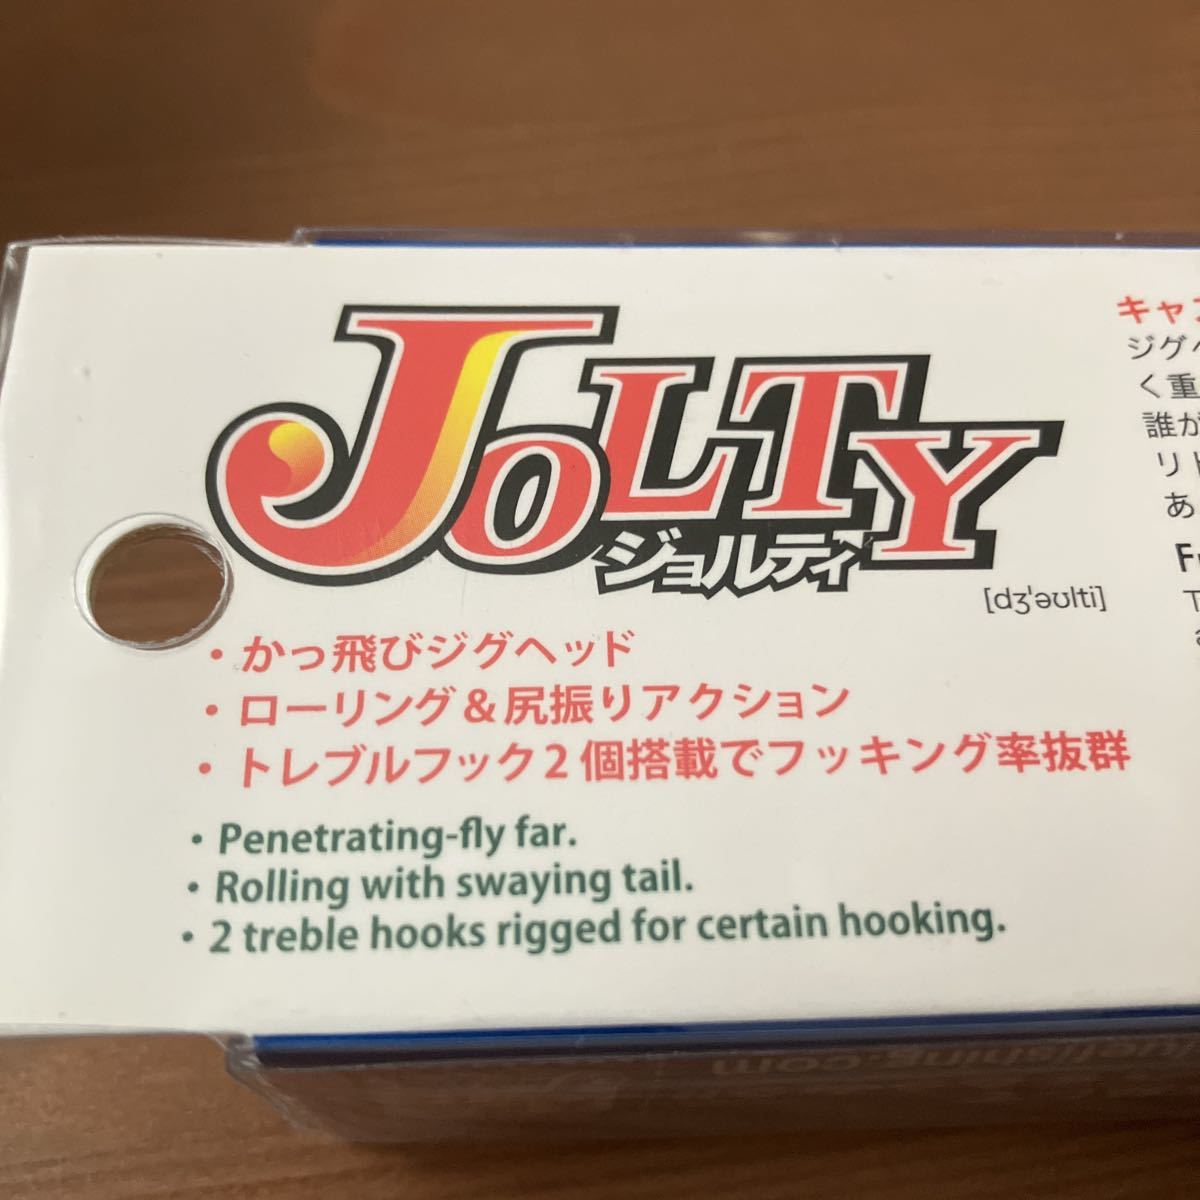 JOLTY
ジョルティ
[dʒˈəʊlti]
・かっ飛びジグヘッド
・ローリング&尻振りアクション
・トレブルフック2個搭載でフッキング率抜群
・Penetrating-fly far.
・Rolling with swaying tail.
・2 treble hooks rigged for certain hooking.
キャス
ジグヘ
く重
誰が
リト
あ